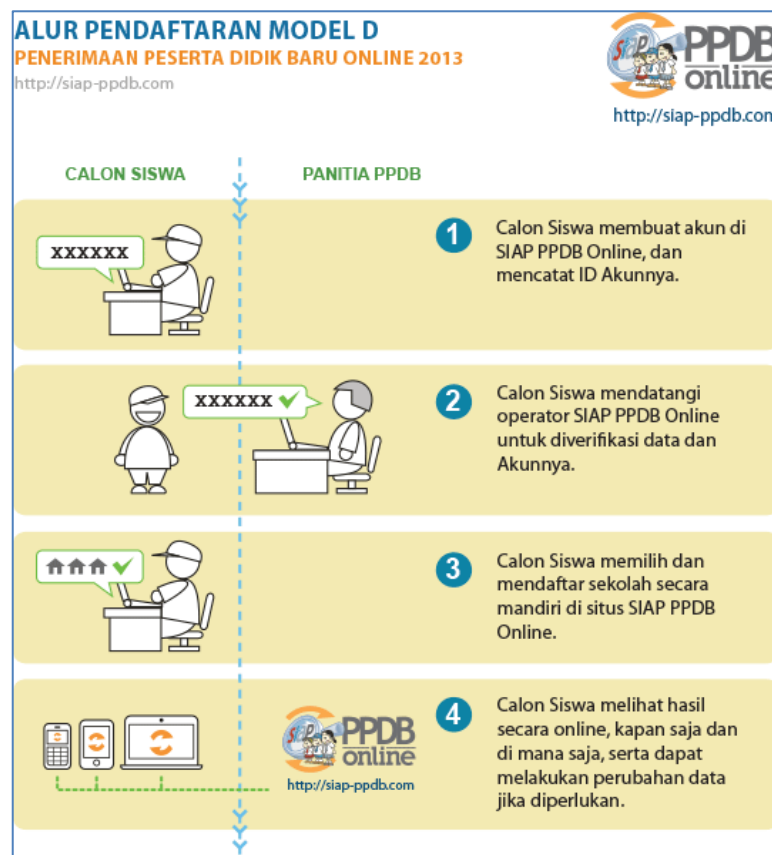 ALUR PENDAFTARAN MODEL D
PENERIMAAN PESERTA DIDIK BARU ONLINE 2013
http://siap-ppdb.com
SIAP PPDB
online
http://siap-ppdb.com
CALON SISWA
PANITIA PPDB
XXXXXX
1
Calon Siswa membuat akun di
SIAP PPDB Online, dan
mencatat ID Akunnya.
XXXXXX
2
Calon Siswa mendatangi
operator SIAP PPDB Online
untuk diverifikasi data dan
Akunnya.
3
Calon Siswa memilih dan
mendaftar sekolah secara
mandiri di situs SIAP PPDB
Online.
SIAP PPDB
online
http://siap-ppdb.com
4
Calon Siswa melihat hasil
secara online, kapan saja dan
di mana saja, serta dapat
melakukan perubahan data
jika diperlukan.